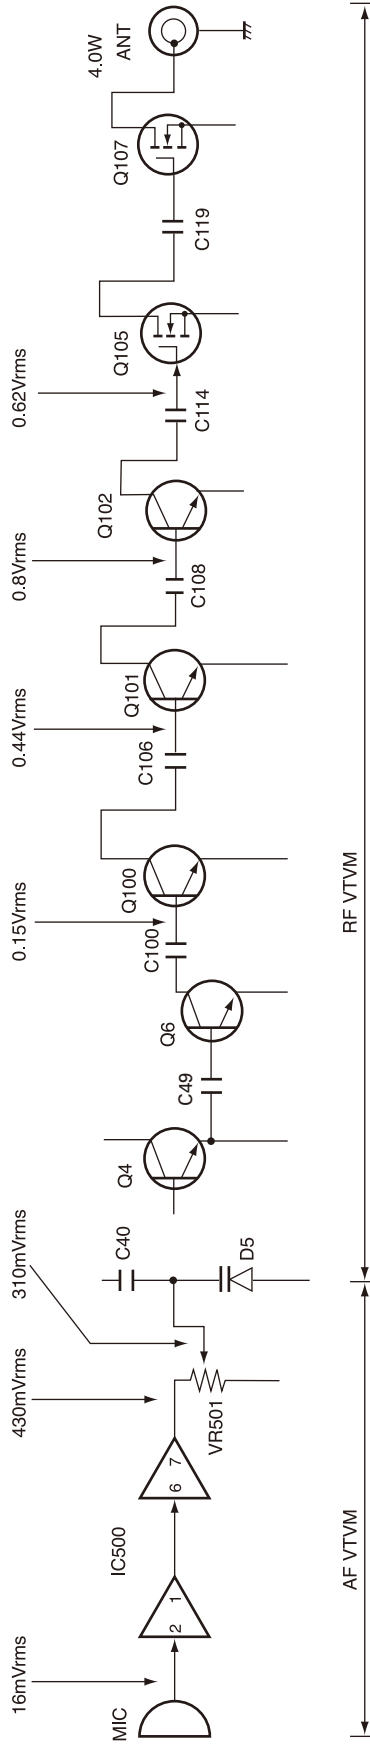 16mVrms
430mVrms
310mVrms
0.15Vrms
0.44Vrms
0.8Vrms
0.62Vrms
4.0W
ANT
MIC
2 1
IC500
6 7
VR501
C40
D5
Q4
C49
Q6
C100
Q100
C106
Q101
C108
Q102
C114
Q105
C119
Q107
AF VTVM
RF VTVM